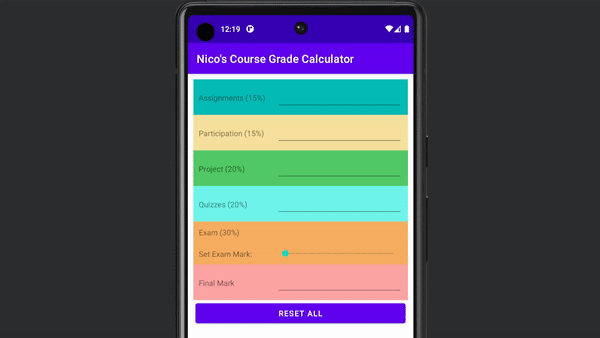 12:19
Nico's Course Grade Calculator
Assignments (15%)
Participation (15%)
Project (20%)
Quizzes (20%)
Exam (30%)
Set Exam Mark:
Final Mark
RESET ALL